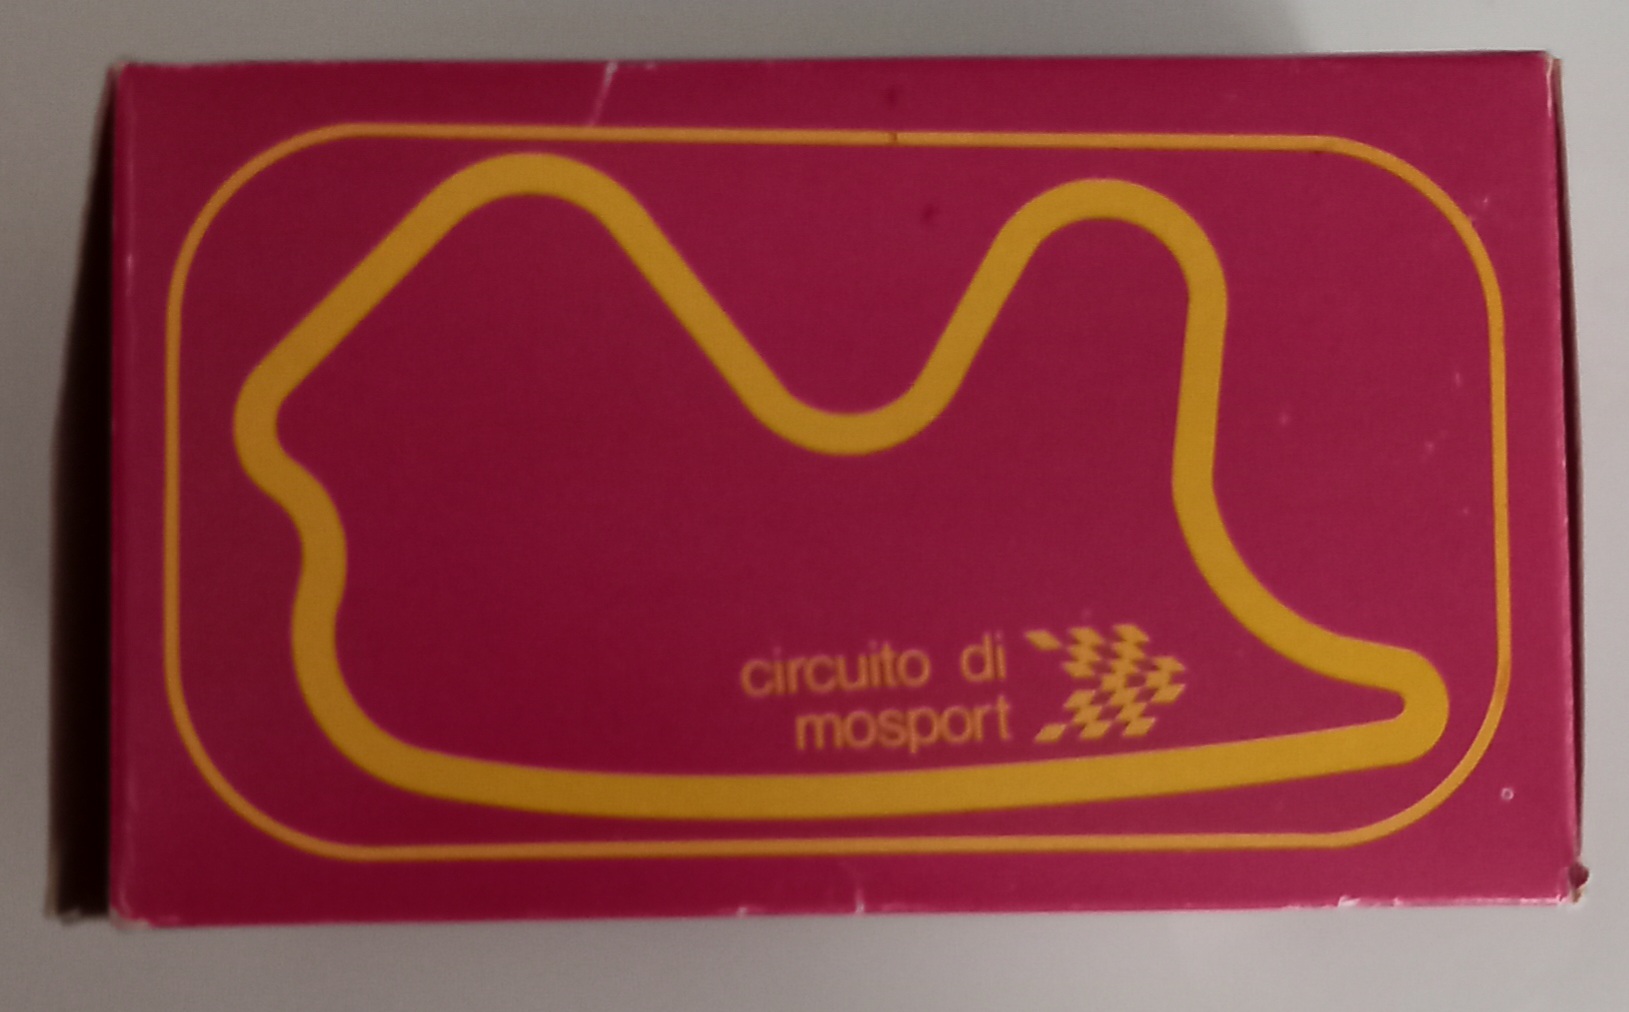 circuito di
mosport